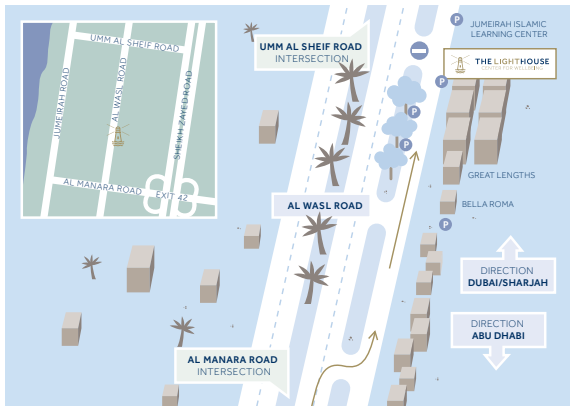 UMM AL SHEIF ROAD
JUMEIRAH ROAD
AL WASL ROAD
SHEIKH ZAYED ROAD
AL MANARA ROAD
EXIT 42
UMM AL SHEIF ROAD
INTERSECTION
P
JUMEIRAH ISLAMIC
LEARNING CENTER
THE LIGHTHOUSE
CENTER FOR WELLBEING
P
P
P
GREAT LENGTHS
AL WASL ROAD
BELLA ROMA
P
DIRECTION
DUBAI/SHARJAH
DIRECTION
ABU DHABI
AL MANARA ROAD
INTERSECTION